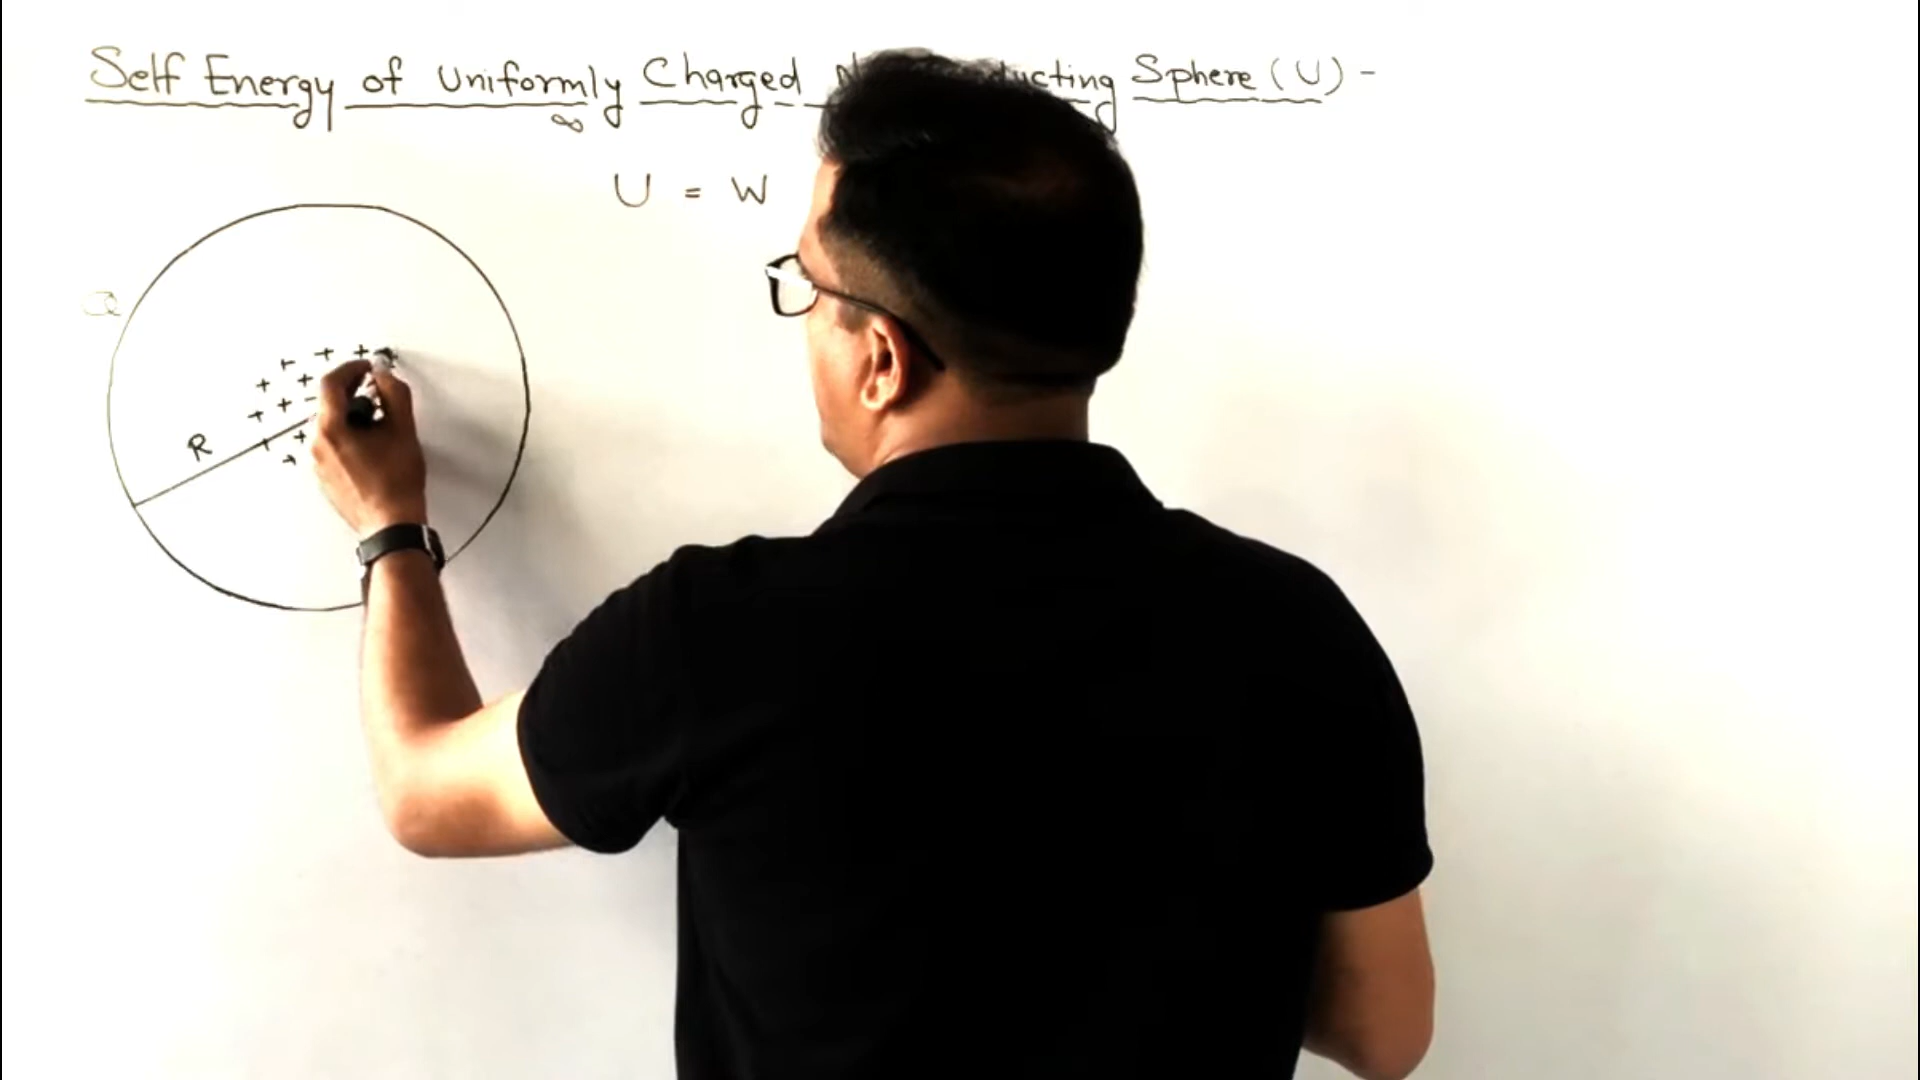 Self Energy of Uniformly Charged Sphere (U) -
U = W
R